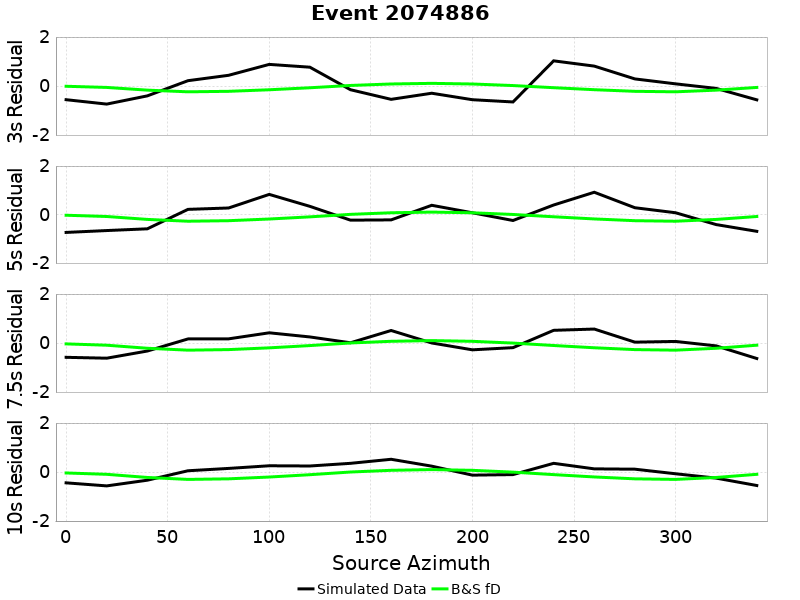 Event 2074886
3s Residual
2
0
-2
5s Residual
2
0
-2
7.5s Residual
2
0
-2
10s Residual
2
0
-2
0 50 100 150 200 250 300
Source Azimuth
Simulated Data B&S fD